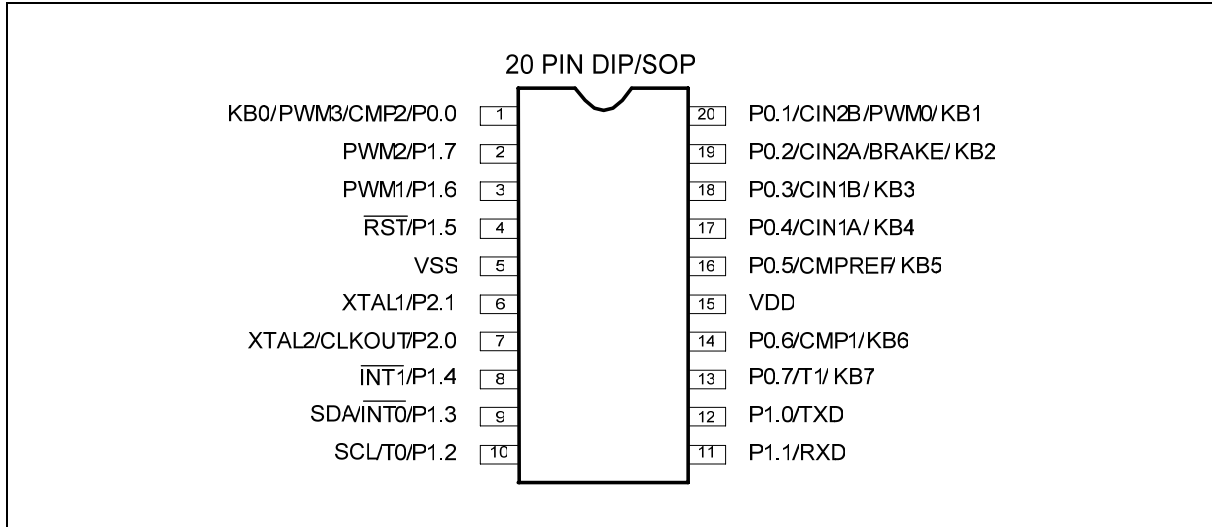 20 PIN DIP/SOP
KB0/PWM3/CMP2/P0.0 1 20 P0.1/CIN2B/PWM0/KB1
PWM2/P1.7 2 19 P0.2/CIN2A/BRAKE/KB2
PWM1/P1.6 3 18 P0.3/CIN1B/KB3
R̅S̅T̅/P1.5 4 17 P0.4/CIN1A/KB4
VSS 5 16 P0.5/CMPREF/KB5
XTAL1/P2.1 6 15 VDD
XTAL2/CLKOUT/P2.0 7 14 P0.6/CMP1/KB6
I̅N̅T̅1̅/P1.4 8 13 P0.7/T1/KB7
SDA/I̅N̅T̅0̅/P1.3 9 12 P1.0/TXD
SCL/T0/P1.2 10 11 P1.1/RXD